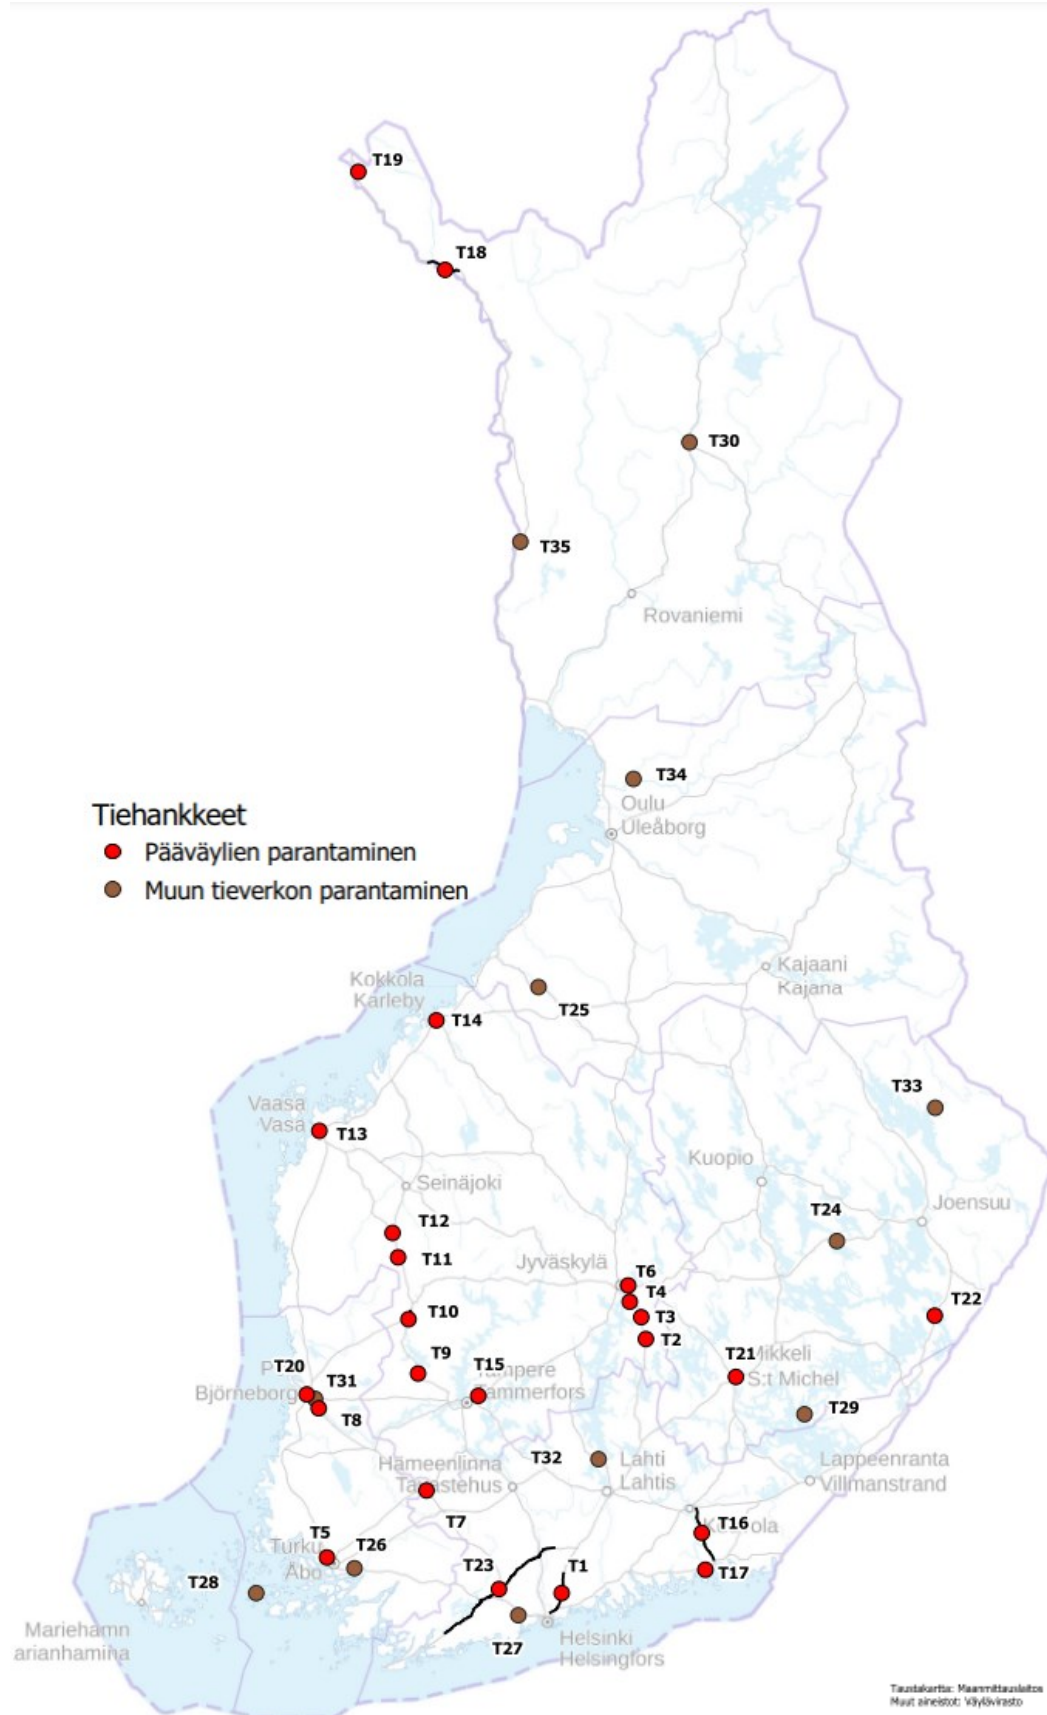 T19
T18
T30
T35
Rovaniemi
T34
Oulu
Uleåborg
Tiehankkeet
Pääväylien parantaminen
Muun tieverkon parantaminen
Kajaani
Kajana
Kokkola
Karleby
T25
T14
T33
Vaasa
Vasa
T13
Kuopio
Seinäjoki
Joensuu
T24
T12
T11
Jyväskylä
T6
T4
T22
T10
T3
T2
T9
T15
T21
T20
T31
Björneborg
T8
T29
T32
Lahti
Lahtis
Hämeenlinna
Lappeenranta
Villmanstrand
T7
T16
T5
T26
Turku
Åbo
T23
T1
T17
T28
T27
Mariehamn
arianhamina
Helsinki
Helsingfors
S:t Michel
Taustakartta: Maanmittauslaitos
Muut aineistot: Väylävirasto